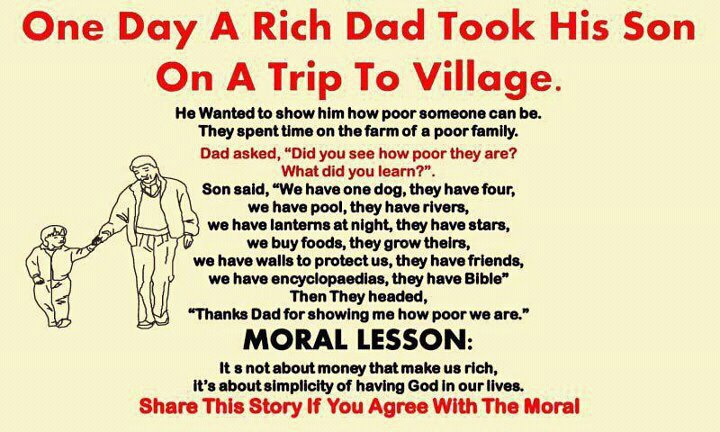 One Day A Rich Dad Took His Son
On A Trip To Village.
He Wanted to show him how poor someone can be.
They spent time on the farm of a poor family.
Dad asked, “Did you see how poor they are?
What did you learn?”.
Son said, “We have one dog, they have four,
we have pool, they have rivers,
we have lanterns at night, they have stars,
we buy foods, they grow theirs,
we have walls to protect us, they have friends,
we have encyclopaedias, they have Bible”
Then They headed,
“Thanks Dad for showing me how poor we are.”
MORAL LESSON:
It s not about money that make us rich,
it’s about simplicity of having God in our lives.
Share This Story If You Agree With The Moral